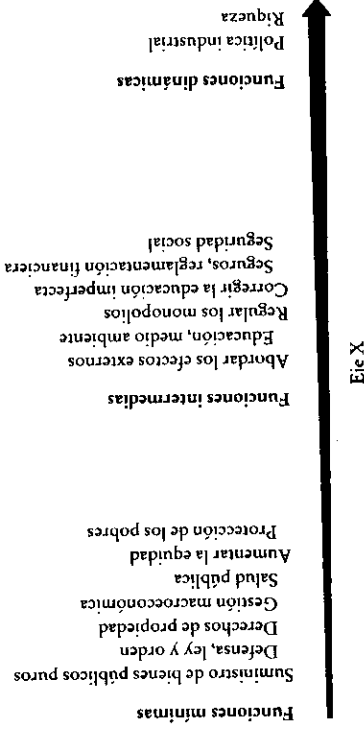 Funciones mínimas
Suministro de bienes públicos puros
Defensa, ley y orden
Derechos de propiedad
Gestión macroeconómica
Salud pública
Aumentar la equidad
Protección de los pobres
Funciones intermedias
Abordar los efectos externos
Educación, medio ambiente
Regular los monopolios
Corregir la educación imperfecta
Seguros, reglamentación financiera
Seguridad social
Funciones dinámicas
Política industrial
Riqueza
Eje X